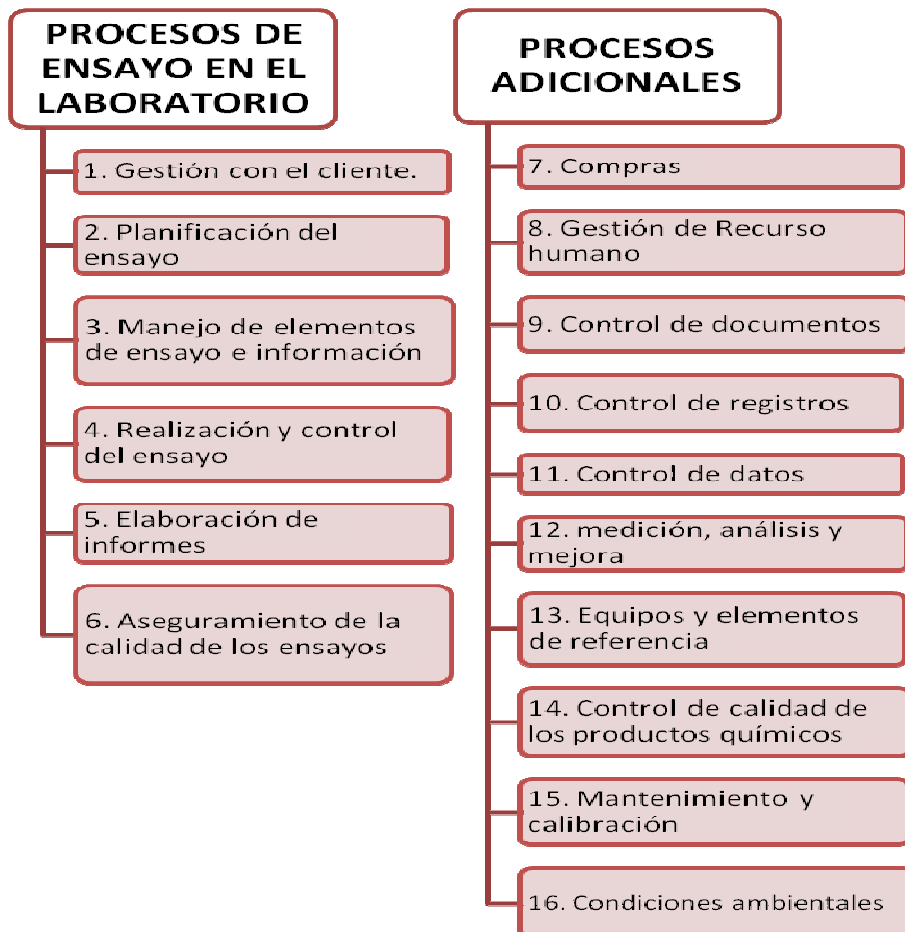 PROCESOS DE
ENSAYO EN EL
LABORATORIO
1. Gestión con el cliente.
2. Planificación del
ensayo
3. Manejo de elementos
de ensayo e información
4. Realización y control
del ensayo
5. Elaboración de
informes
6. Aseguramiento de la
calidad de los ensayos
PROCESOS
ADICIONALES
7. Compras
8. Gestión de Recurso
humano
9. Control de documentos
10. Control de registros
11. Control de datos
12. medición, análisis y
mejora
13. Equipos y elementos
de referencia
14. Control de calidad de
los productos químicos
15. Mantenimiento y
calibración
16. Condiciones ambientales